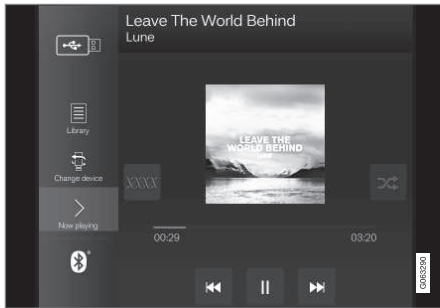 Leave The World Behind
Lune
Library
Change device
Now playing
LEAVE THE
WORLD BEHIND
LUNE
XXXX
00:29
03:20
G063290